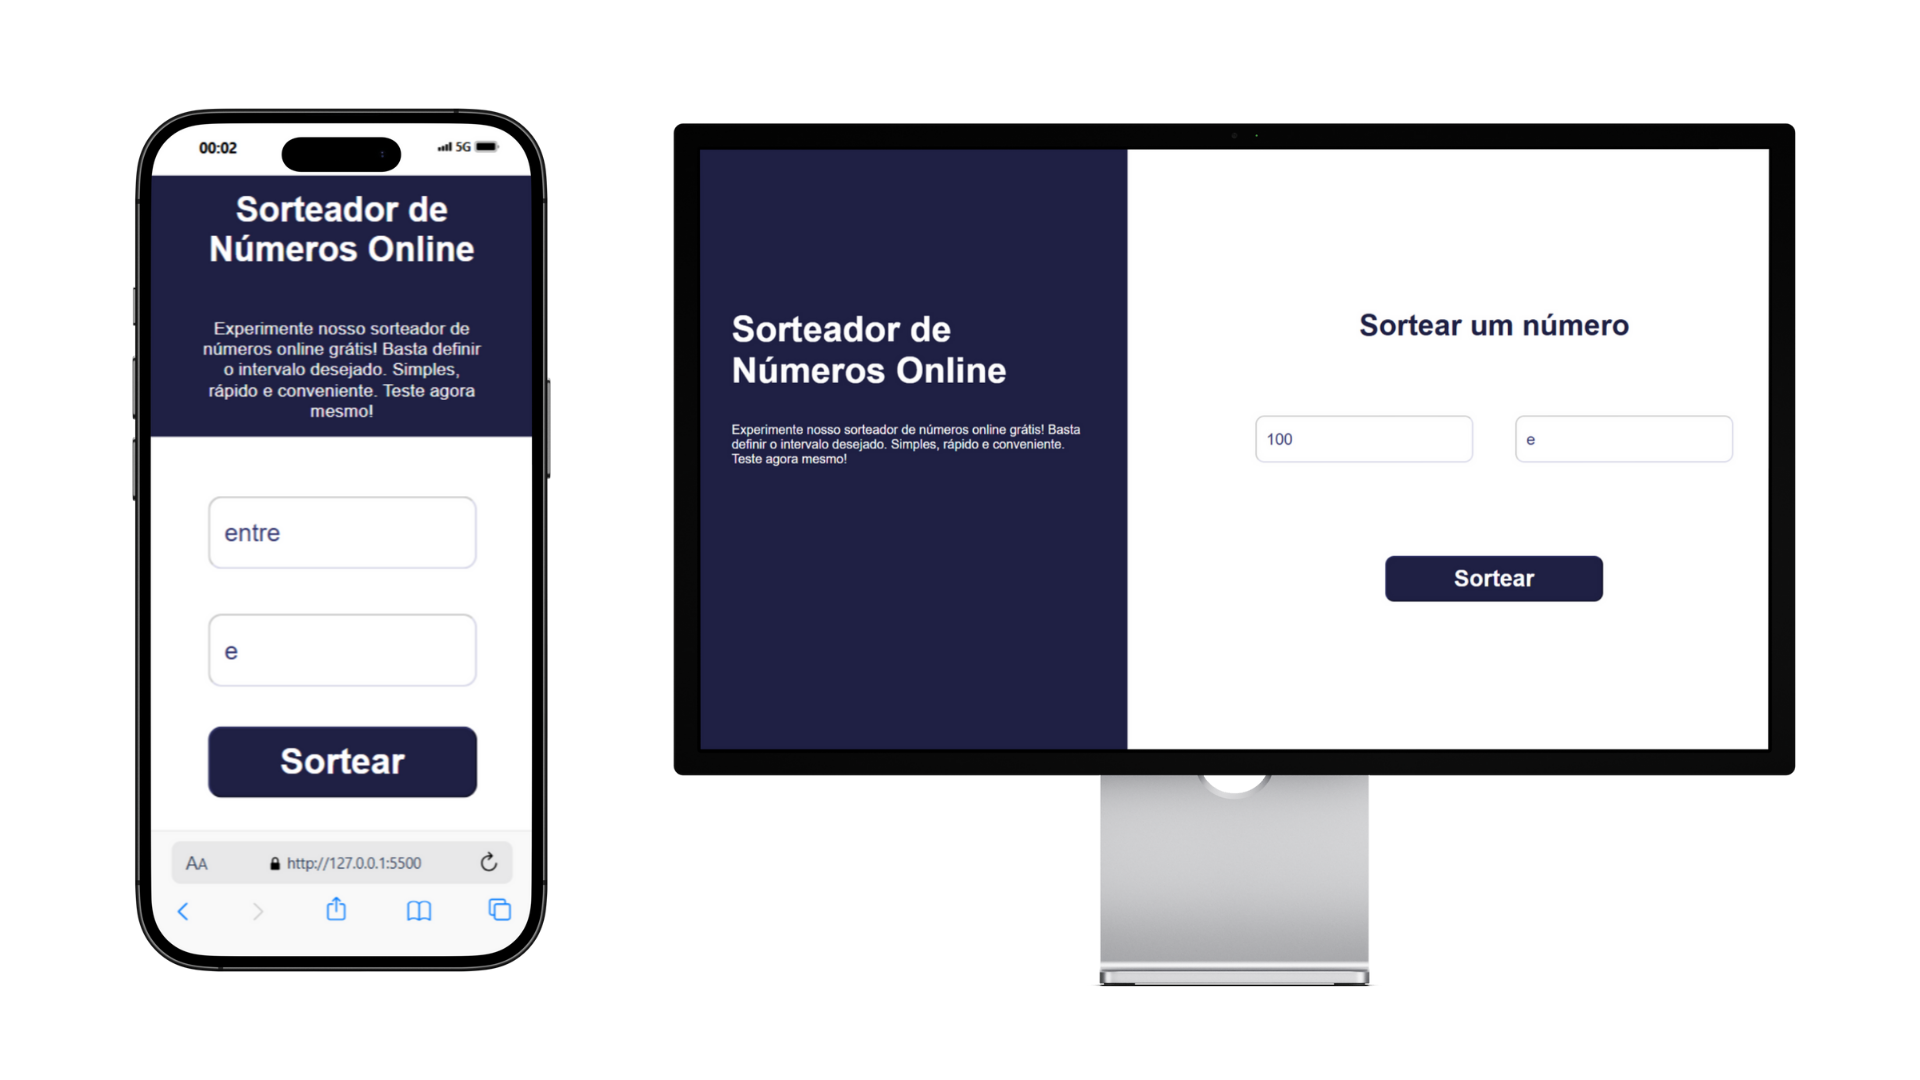 00:02
5G
Sorteador de
Números Online
Experimente nosso sorteador de
números online grátis! Basta definir
o intervalo desejado. Simples,
rápido e conveniente. Teste agora
mesmo!
entre
e
Sortear
AA
http://127.0.0.1:5500
Sorteador de
Números Online
Experimente nosso sorteador de números online grátis! Basta
definir o intervalo desejado. Simples, rápido e conveniente.
Teste agora mesmo!
Sortear um número
100
e
Sortear